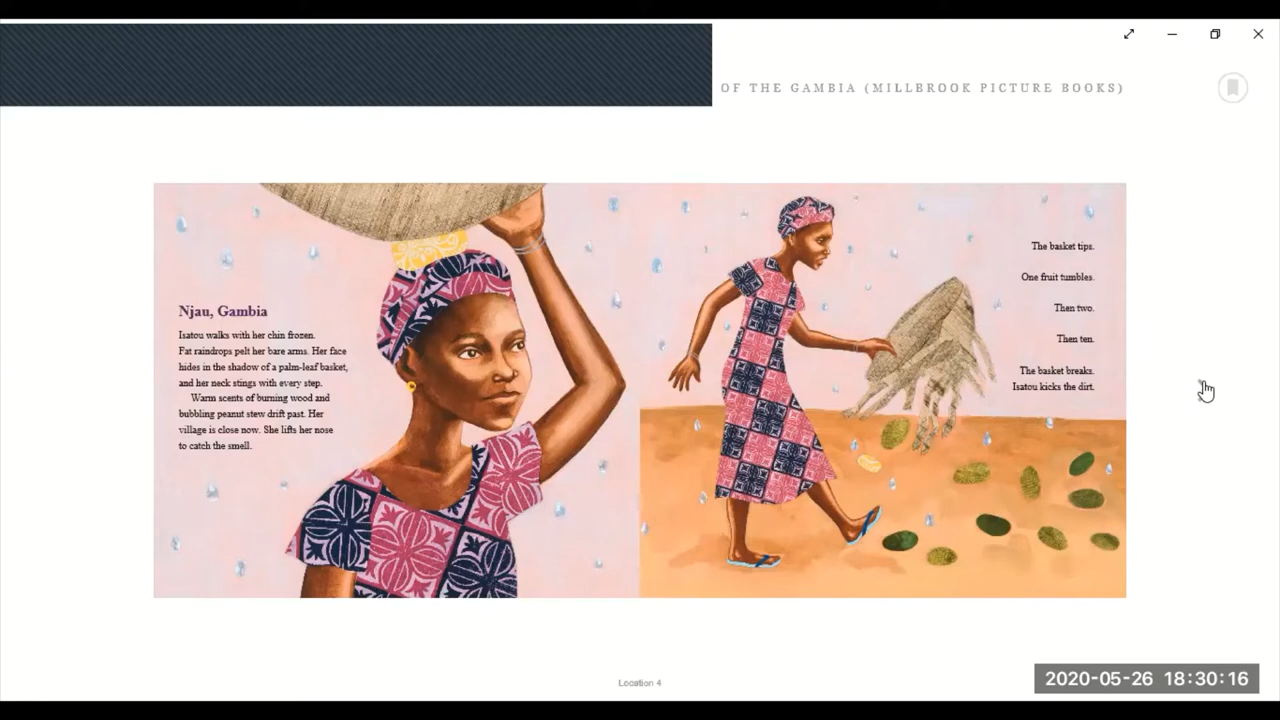 OF THE GAMBIA (MILLBROOK PICTURE BOOKS)
Njau, Gambia
Isatou walks with her chin frozen.
Fat raindrops pelt her bare arms. Her face
hides in the shadow of a palm-leaf basket,
and her neck stings with every step.
Warm scents of burning wood and
bubbling peanut stew drift past. Her
village is close now. She lifts her nose
to catch the smell.
The basket tips.
One fruit tumbles.
Then two.
Then ten.
The basket breaks.
Isatou kicks the dirt.
Location 4
2020-05-26 18:30:16